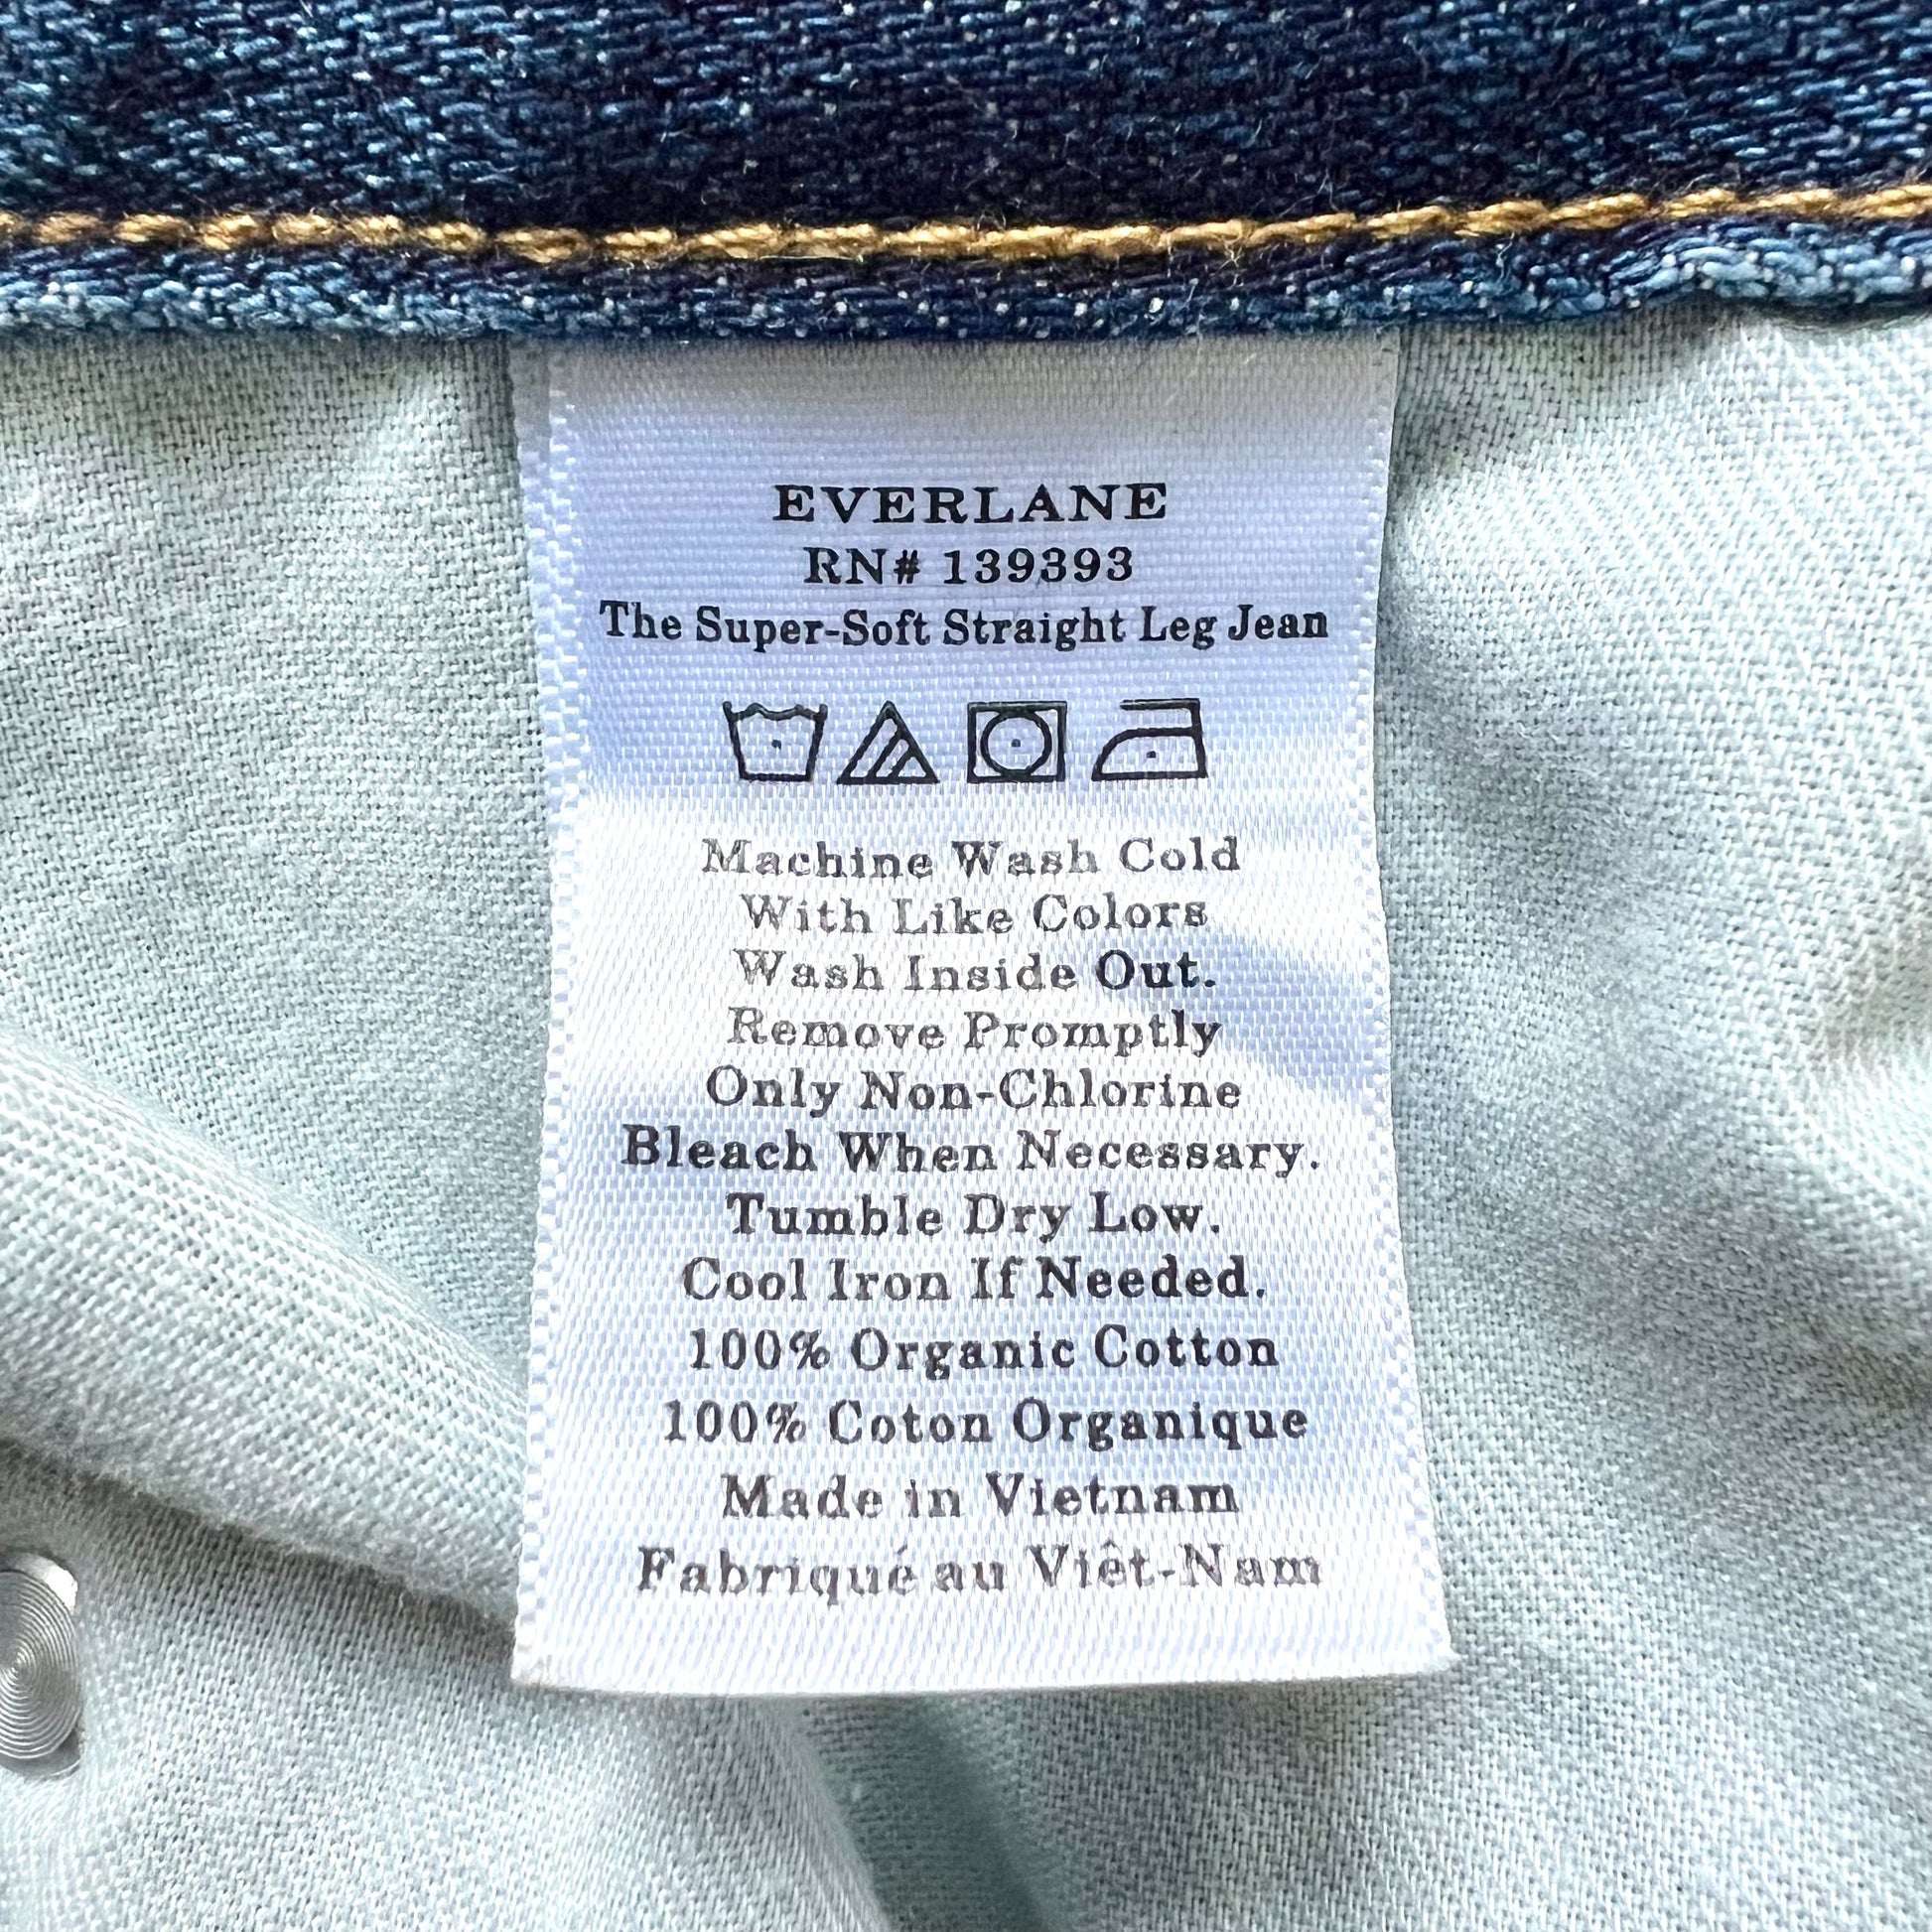 EVERLANE
RN# 139393
The Super-Soft Straight Leg Jean
Machine Wash Cold
With Like Colors
Wash Inside Out.
Remove Promptly
Only Non-Chlorine
Bleach When Necessary.
Tumble Dry Low.
Cool Iron If Needed.
100% Organic Cotton
100% Coton Organique
Made in Vietnam
Fabriqué au Viêt-Nam